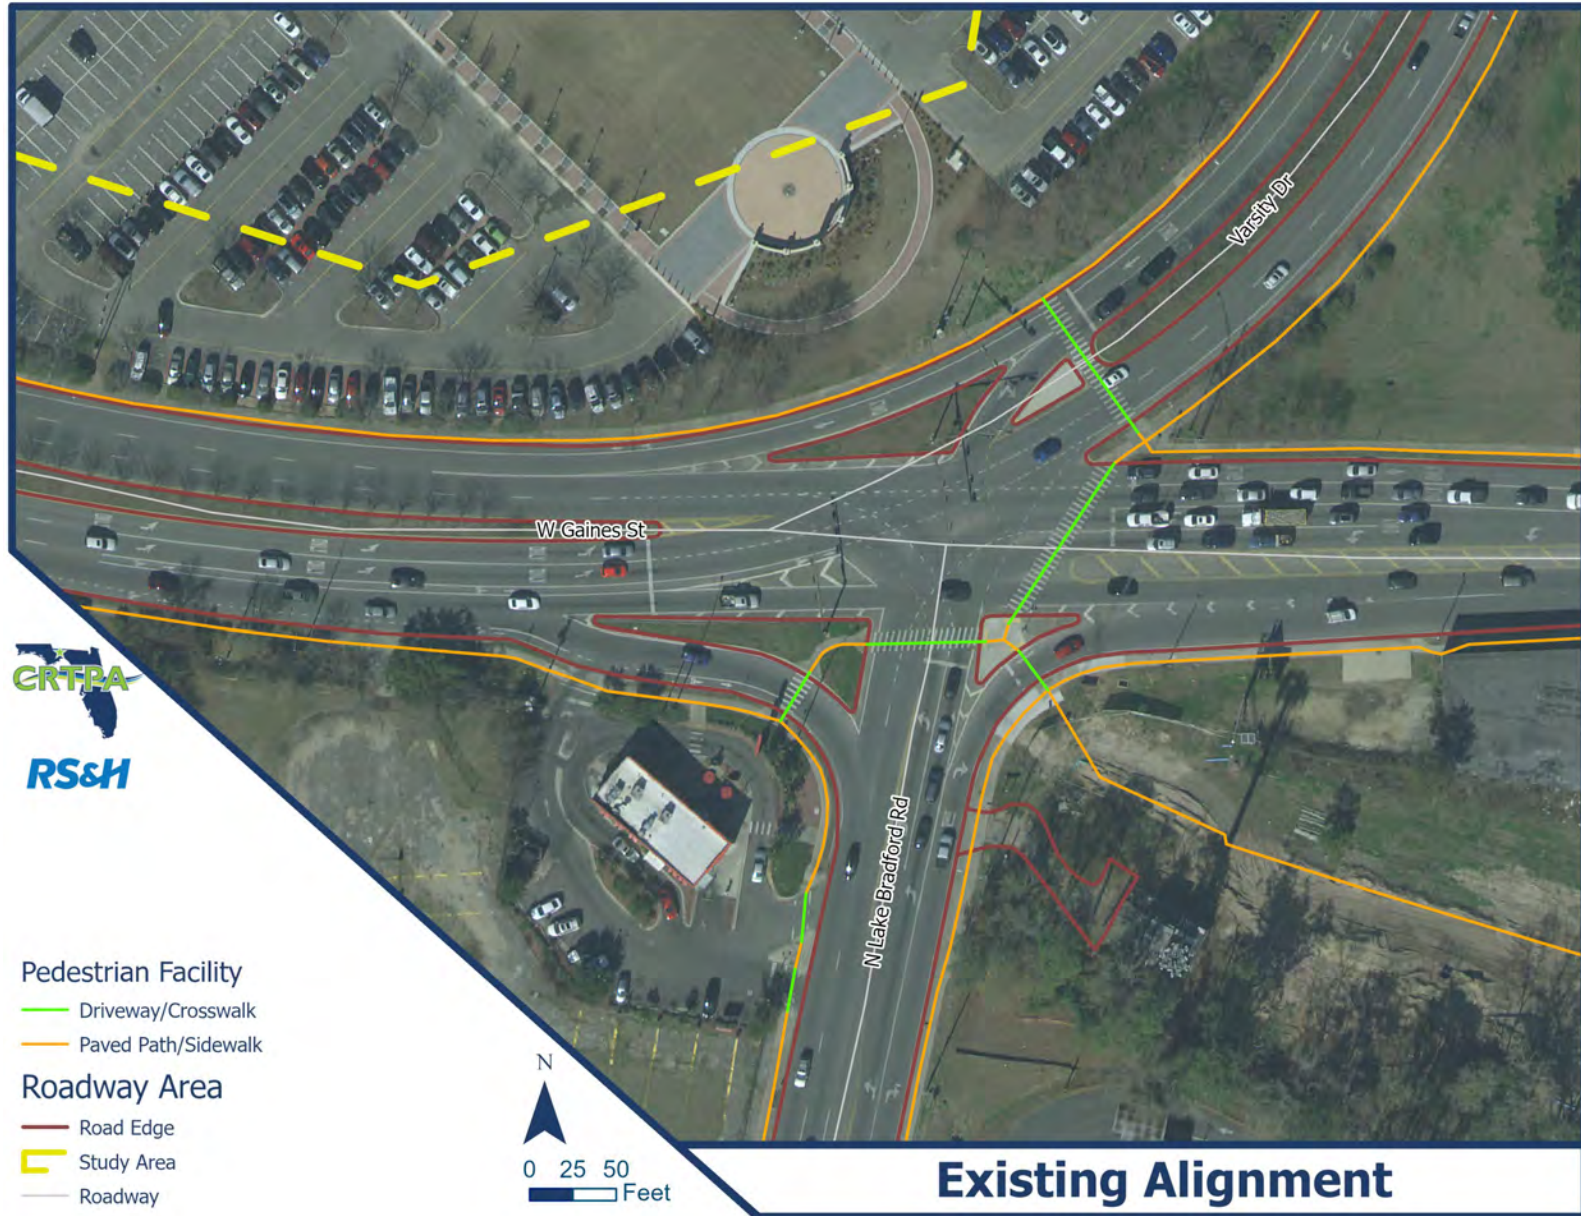 Varsity Dr
W Gaines St
N Lake Bradford Rd
CRTPA
RS&H
Pedestrian Facility
Driveway/Crosswalk
Paved Path/Sidewalk
Roadway Area
Road Edge
Study Area
Roadway
N
0 25 50
Feet
Existing Alignment